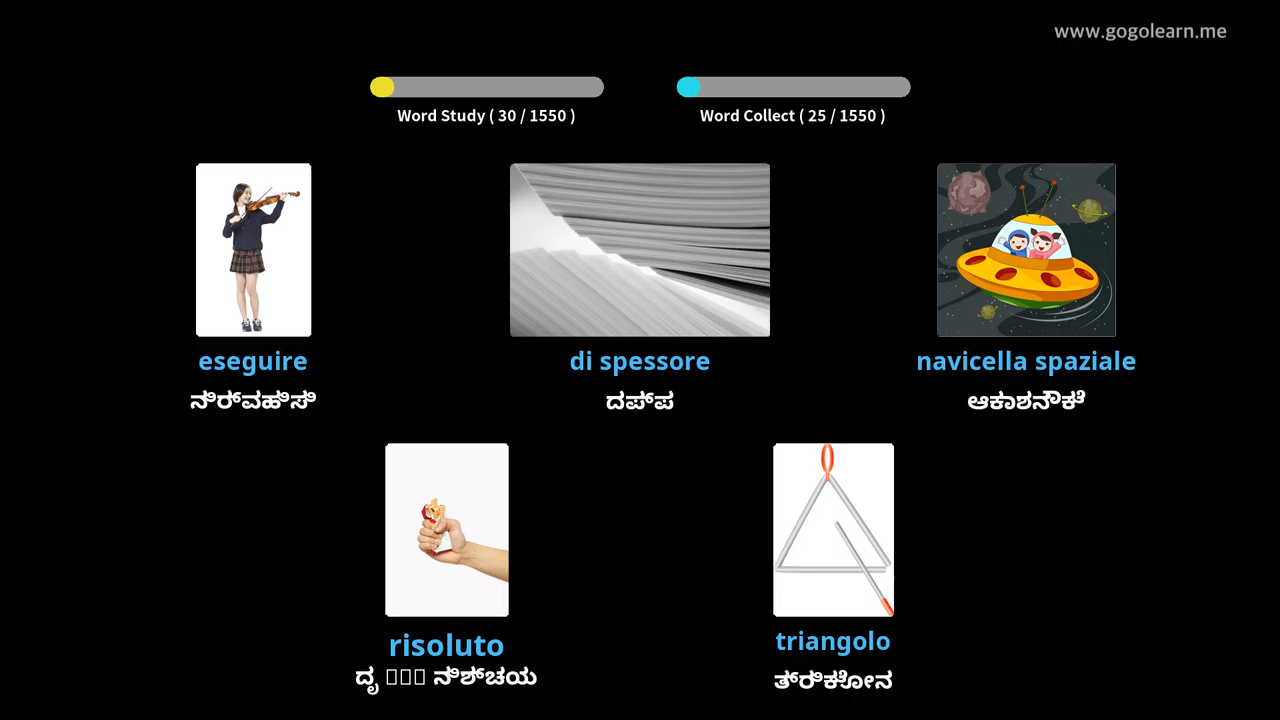 www.gogolearn.me
Word Study ( 30 / 1550 )
Word Collect ( 25 / 1550 )
eseguire
ನಿರ್ವಹಿಸಿ
di spessore
ದಪ್ಪ
navicella spaziale
ಆಕಾಶನೌಕೆ
risoluto
ದೃ ನಿಶ್ಚಯ
triangolo
ತ್ರಿಕೋನ